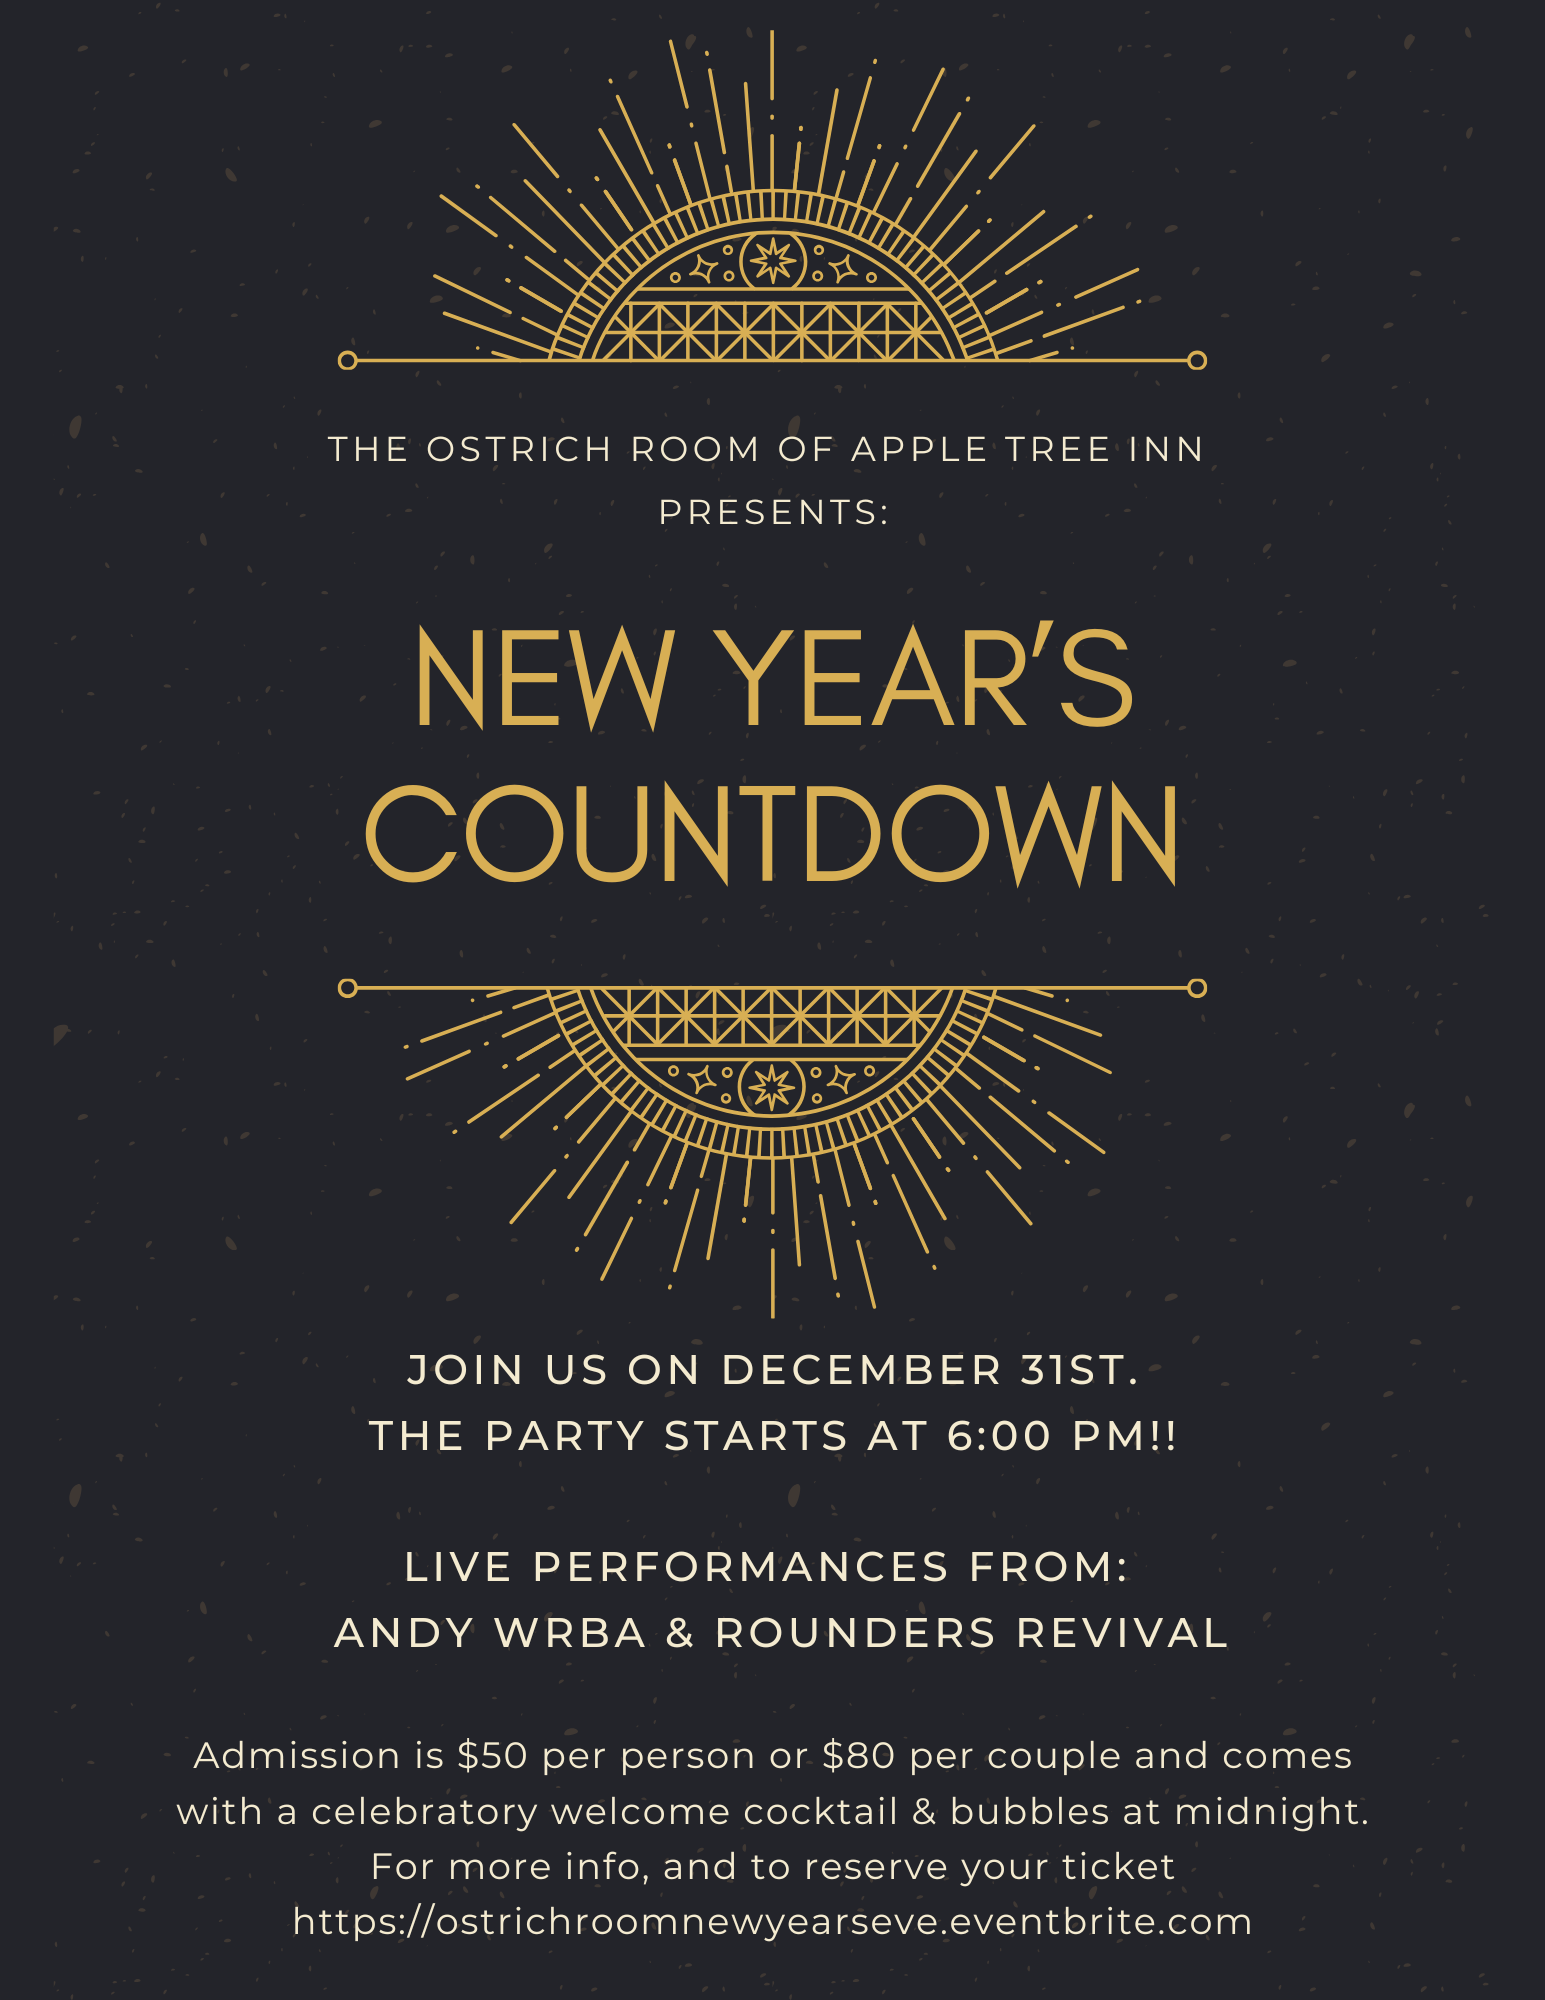 THE OSTRICH ROOM OF APPLE TREE INN
PRESENTS:
NEW YEAR'S
COUNTDOWN
JOIN US ON DECEMBER 31ST.
THE PARTY STARTS AT 6:00 PM!!
LIVE PERFORMANCES FROM:
ANDY WRBA & ROUNDERS REVIVAL
Admission is $50 per person or $80 per couple and comes
with a celebratory welcome cocktail & bubbles at midnight.
For more info, and to reserve your ticket
https://ostrichroomnewyearseve.eventbrite.com